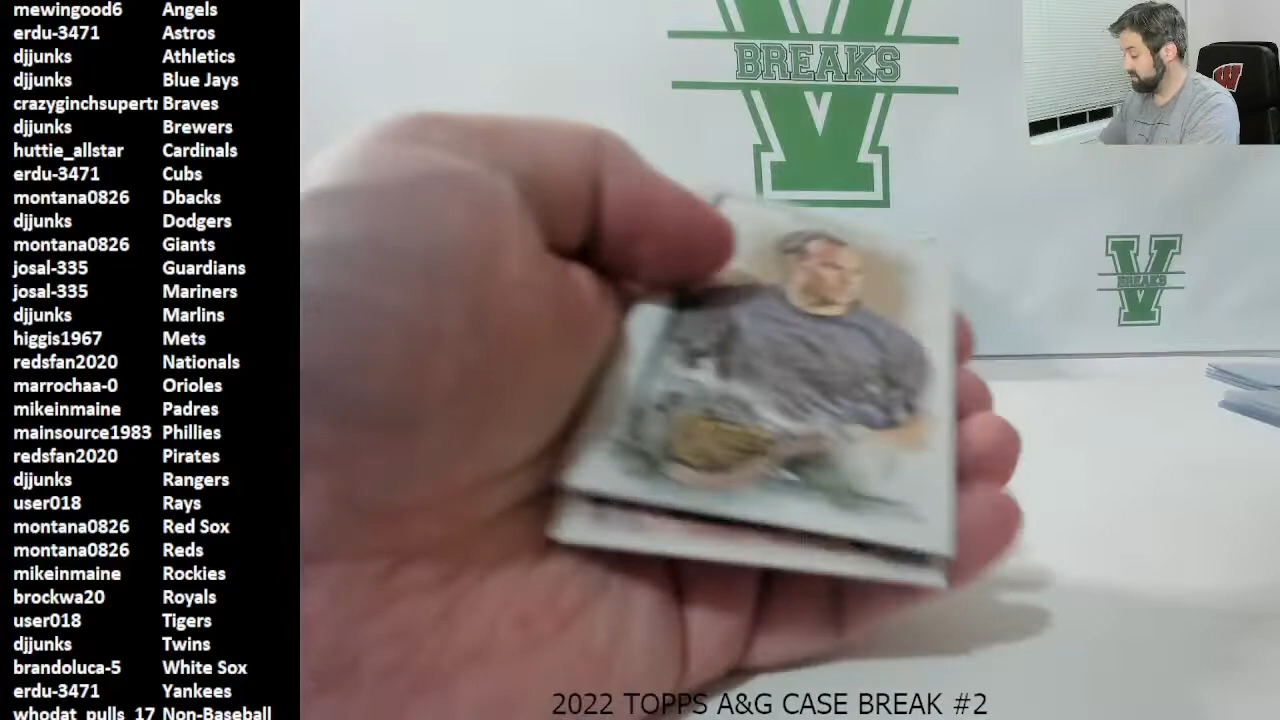 mewingood6 Angels
erdu-3471 Astros
djjunks Athletics
djjunks Blue Jays
crazyginchsupertr Braves
djjunks Brewers
huttie_allstar Cardinals
erdu-3471 Cubs
montana0826 Dbacks
djjunks Dodgers
montana0826 Giants
josal-335 Guardians
josal-335 Mariners
djjunks Marlins
higgis1967 Mets
redsfan2020 Nationals
marrochaa-0 Orioles
mikeinmaine Padres
mainsource1983 Phillies
redsfan2020 Pirates
djjunks Rangers
user018 Rays
montana0826 Red Sox
montana0826 Reds
mikeinmaine Rockies
brockwa20 Royals
user018 Tigers
djjunks Twins
brandoluca-5 White Sox
erdu-3471 Yankees
whodat_pulls_17 Non-Baseball
V BREAKS
V BREAKS
W
2022 TOPPS A&G CASE BREAK #2